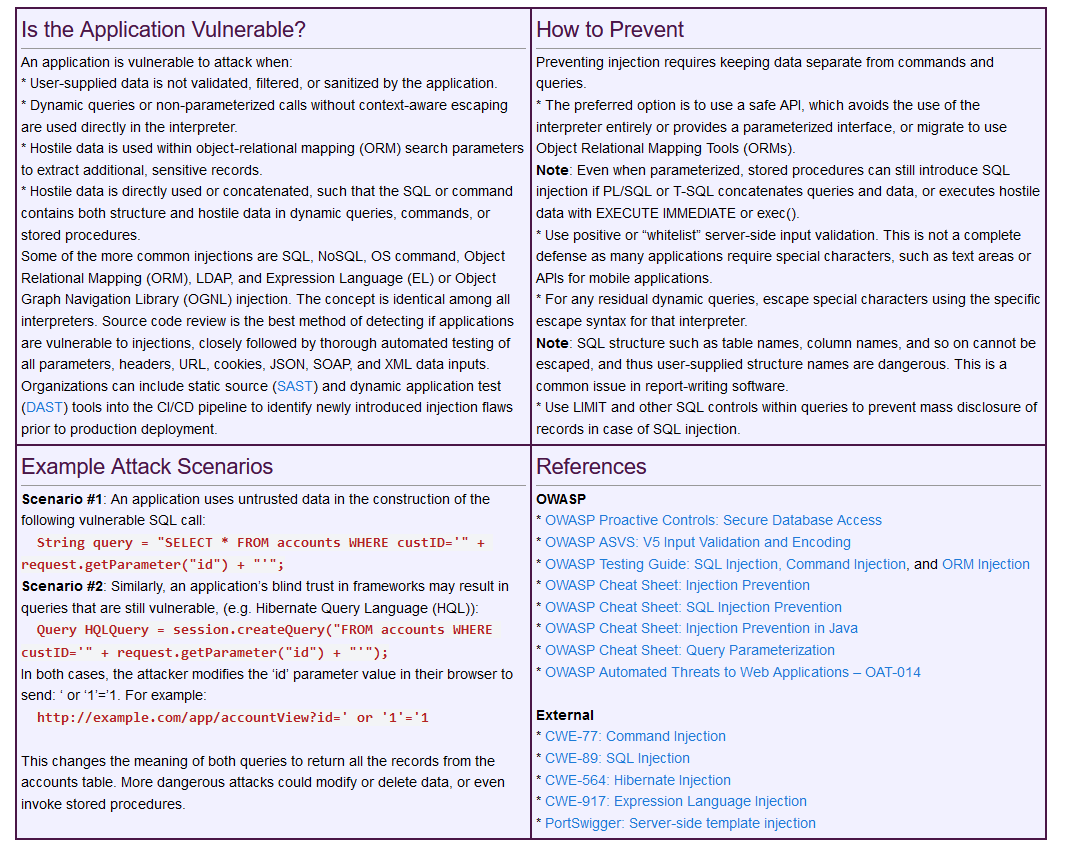 Is the Application Vulnerable?
An application is vulnerable to attack when:
* User-supplied data is not validated, filtered, or sanitized by the application.
* Dynamic queries or non-parameterized calls without context-aware escaping
are used directly in the interpreter.
* Hostile data is used within object-relational mapping (ORM) search parameters
to extract additional, sensitive records.
* Hostile data is directly used or concatenated, such that the SQL or command
contains both structure and hostile data in dynamic queries, commands, or
stored procedures.
Some of the more common injections are SQL, NoSQL, OS command, Object
Relational Mapping (ORM), LDAP, and Expression Language (EL) or Object
Graph Navigation Library (OGNL) injection. The concept is identical among all
interpreters. Source code review is the best method of detecting if applications
are vulnerable to injections, closely followed by thorough automated testing of
all parameters, headers, URL, cookies, JSON, SOAP, and XML data inputs.
Organizations can include static source (SAST) and dynamic application test
(DAST) tools into the CI/CD pipeline to identify newly introduced injection flaws
prior to production deployment.
How to Prevent
Preventing injection requires keeping data separate from commands and
queries.
* The preferred option is to use a safe API, which avoids the use of the
interpreter entirely or provides a parameterized interface, or migrate to use
Object Relational Mapping Tools (ORMs).
Note: Even when parameterized, stored procedures can still introduce SQL
injection if PL/SQL or T-SQL concatenates queries and data, or executes hostile
data with EXECUTE IMMEDIATE or exec().
* Use positive or “whitelist” server-side input validation. This is not a complete
defense as many applications require special characters, such as text areas or
APIs for mobile applications.
* For any residual dynamic queries, escape special characters using the specific
escape syntax for that interpreter.
Note: SQL structure such as table names, column names, and so on cannot be
escaped, and thus user-supplied structure names are dangerous. This is a
common issue in report-writing software.
* Use LIMIT and other SQL controls within queries to prevent mass disclosure of
records in case of SQL injection.
Example Attack Scenarios
Scenario #1: An application uses untrusted data in the construction of the
following vulnerable SQL call:
String query = "SELECT * FROM accounts WHERE custID='" +
request.getParameter("id") + "'";
Scenario #2: Similarly, an application’s blind trust in frameworks may result in
queries that are still vulnerable, (e.g. Hibernate Query Language (HQL)):
Query HQLQuery = session.createQuery("FROM accounts WHERE
custID='" + request.getParameter("id") + "'");
In both cases, the attacker modifies the ‘id’ parameter value in their browser to
send: ‘ or ‘1’=’1. For example:
http://example.com/app/accountView?id=' or '1'='1
This changes the meaning of both queries to return all the records from the
accounts table. More dangerous attacks could modify or delete data, or even
invoke stored procedures.
References
OWASP
* OWASP Proactive Controls: Secure Database Access
* OWASP ASVS: V5 Input Validation and Encoding
* OWASP Testing Guide: SQL Injection, Command Injection, and ORM Injection
* OWASP Cheat Sheet: Injection Prevention
* OWASP Cheat Sheet: SQL Injection Prevention
* OWASP Cheat Sheet: Injection Prevention in Java
* OWASP Cheat Sheet: Query Parameterization
* OWASP Automated Threats to Web Applications – OAT-014
External
* CWE-77: Command Injection
* CWE-89: SQL Injection
* CWE-564: Hibernate Injection
* CWE-917: Expression Language Injection
* PortSwigger: Server-side template injection